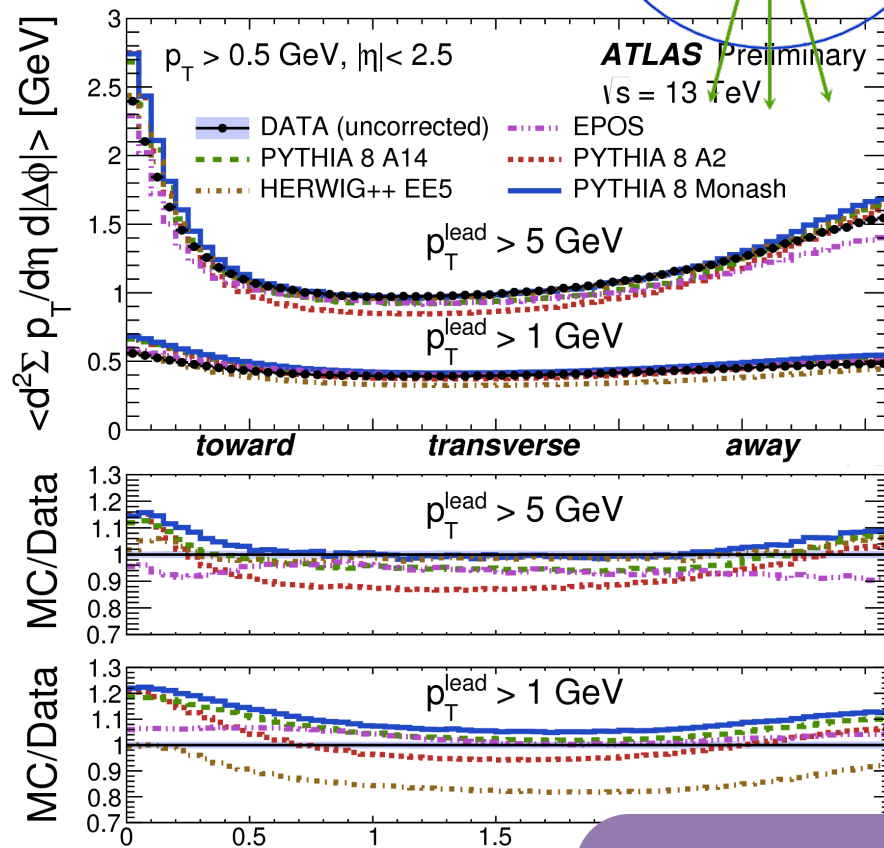 <d²Σ p_T/dη d|Δϕ|> [GeV]
3
2.5
2
1.5
1
0.5
0
p_T > 0.5 GeV, |η|< 2.5
ATLAS Preliminary
√s = 13 TeV
DATA (uncorrected)
PYTHIA 8 A14
HERWIG++ EE5
EPOS
PYTHIA 8 A2
PYTHIA 8 Monash
p_T^lead > 5 GeV
p_T^lead > 1 GeV
toward transverse away
MC/Data
1.3
1.2
1.1
1
0.9
0.8
0.7
p_T^lead > 5 GeV
MC/Data
1.3
1.2
1.1
1
0.9
0.8
0.7
p_T^lead > 1 GeV
0 0.5 1 1.5